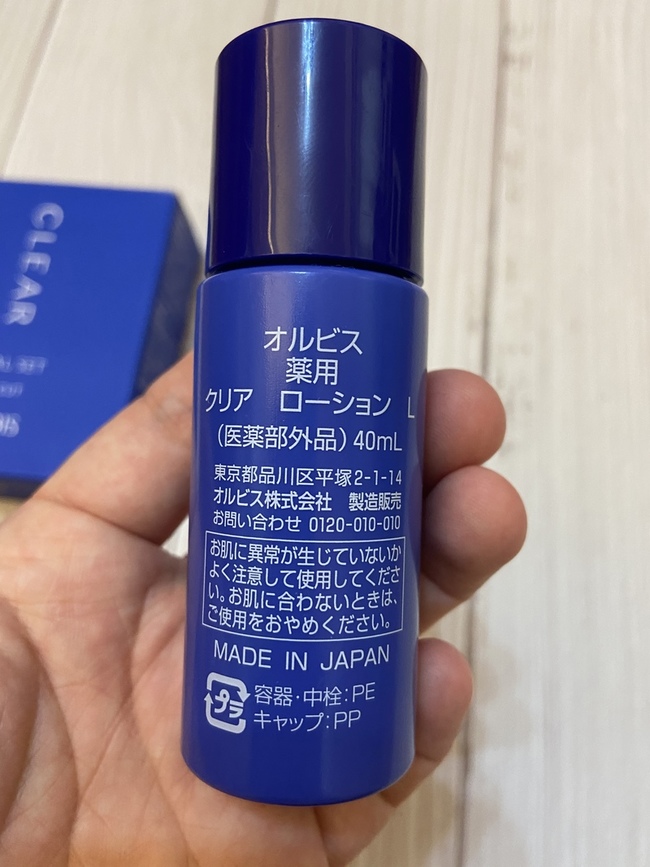 オルビス
薬用
クリア ローション L
(医薬部外品) 40mL
東京都品川区平塚2-1-14
オルビス株式会社 製造販売
お問い合わせ 0120-010-010
お肌に異常が生じていないか
よく注意して使用してくださ
い。お肌に合わないときは、
ご使用をおやめください。
MADE IN JAPAN
プラ
容器・中栓:PE
キャップ:PP
CLEAR
SET